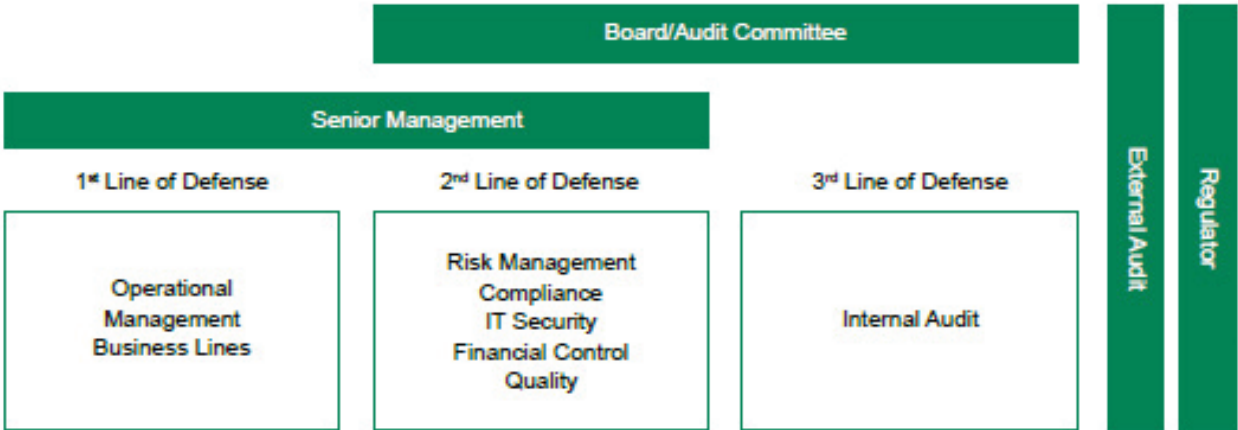 Board/Audit Committee
Senior Management
1st Line of Defense
2nd Line of Defense
3rd Line of Defense
Operational
Management
Business Lines
Risk Management
Compliance
IT Security
Financial Control
Quality
Internal Audit
External Audit
Regulator